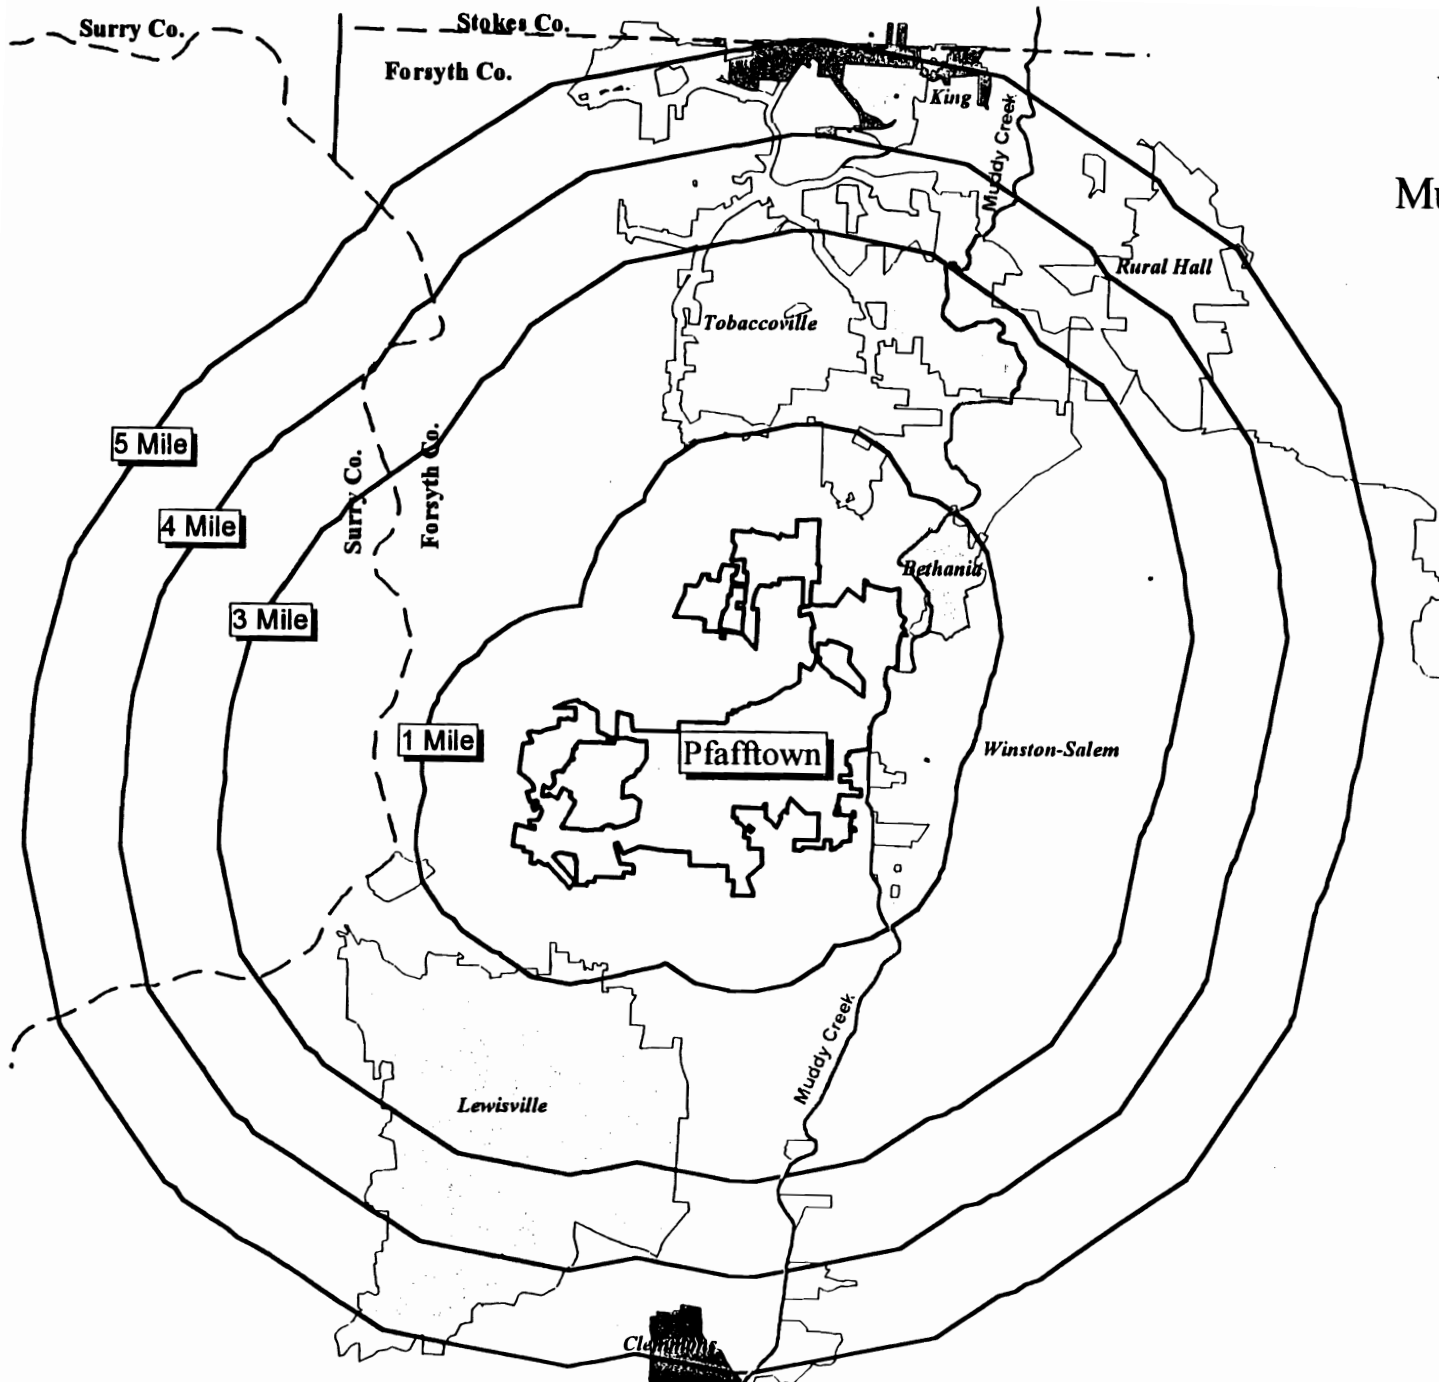 Surry Co.
Stokes Co.
Forsyth Co.
King
Muddy Creek
Mu
Rural Hall
Tobaccoville
5 Mile
Surry Co.
Forsyth Co.
4 Mile
Bethania
3 Mile
1 Mile
Pfafftown
Winston-Salem
Muddy Creek
Lewisville
Clemmons